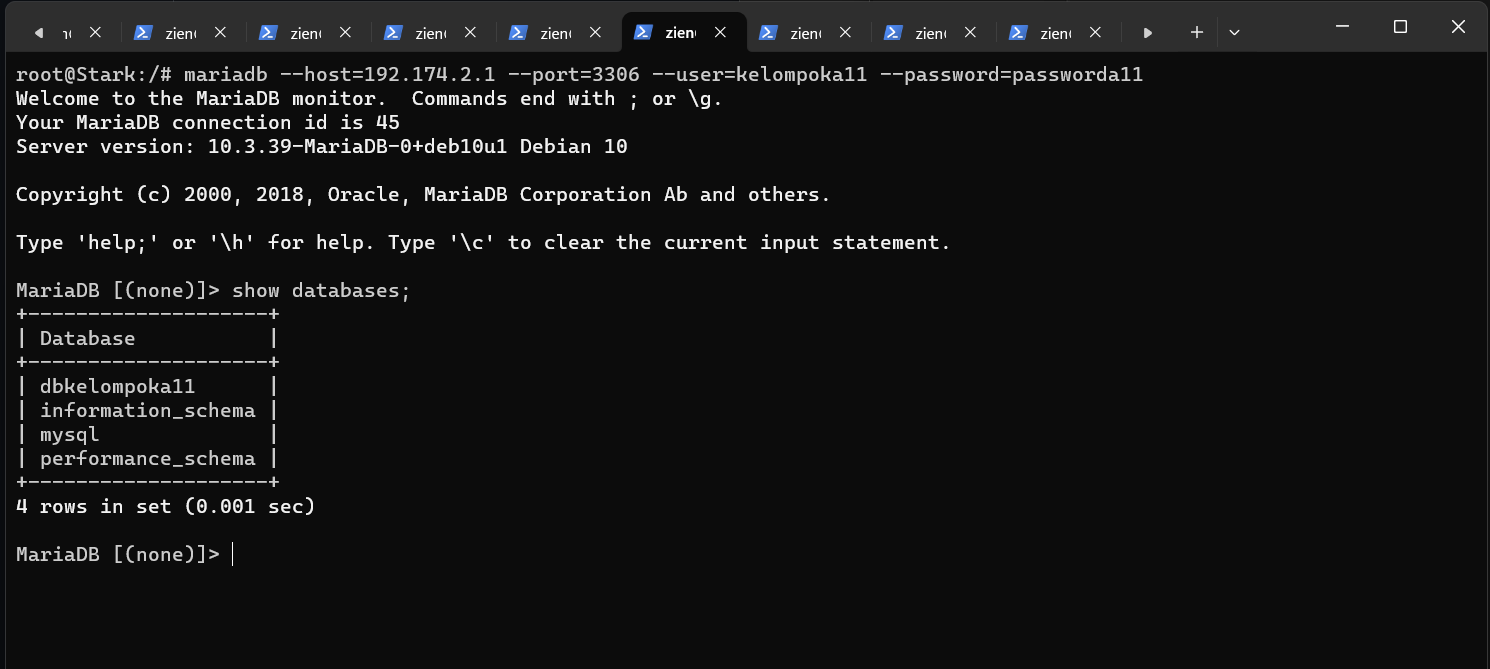 zien
zien
zien
zien
zien
zien
zien
zien
root@Stark:/# mariadb --host=192.174.2.1 --port=3306 --user=kelompoka11 --password=passworda11
Welcome to the MariaDB monitor.  Commands end with ; or \g.
Your MariaDB connection id is 45
Server version: 10.3.39-MariaDB-0+deb10u1 Debian 10
Copyright (c) 2000, 2018, Oracle, MariaDB Corporation Ab and others.
Type 'help;' or '\h' for help. Type '\c' to clear the current input statement.
MariaDB [(none)]> show databases;
+--------------------+
| Database           |
+--------------------+
| dbkelompoka11      |
| information_schema |
| mysql              |
| performance_schema |
+--------------------+
4 rows in set (0.001 sec)
MariaDB [(none)]>